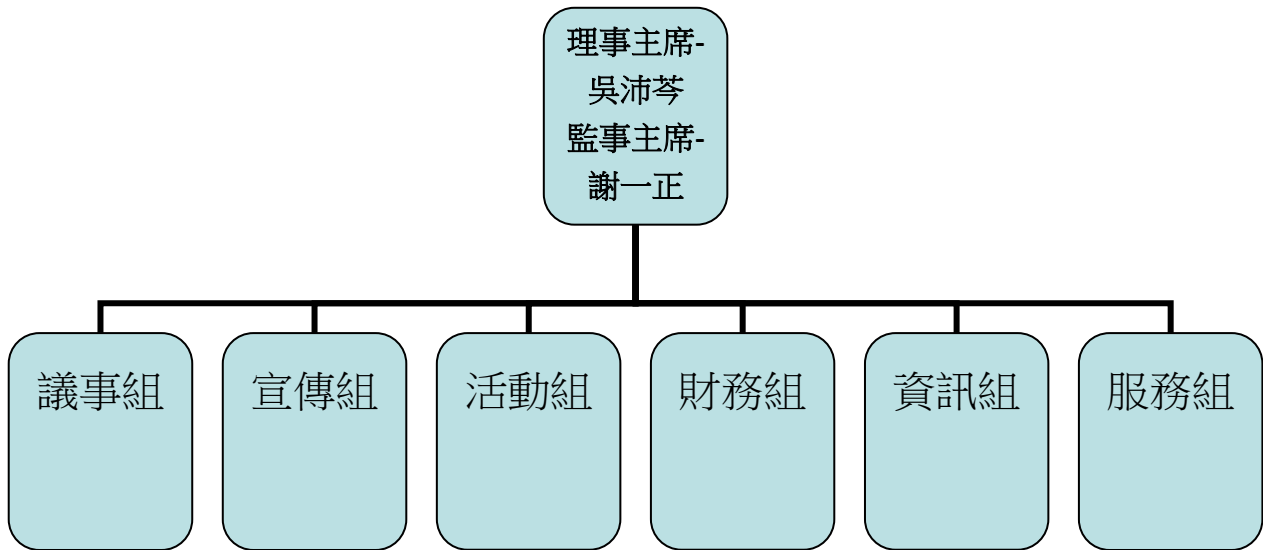 理事主席-
吳沛芩
監事主席-
謝一正
議事組
宣傳組
活動組
財務組
資訊組
服務組